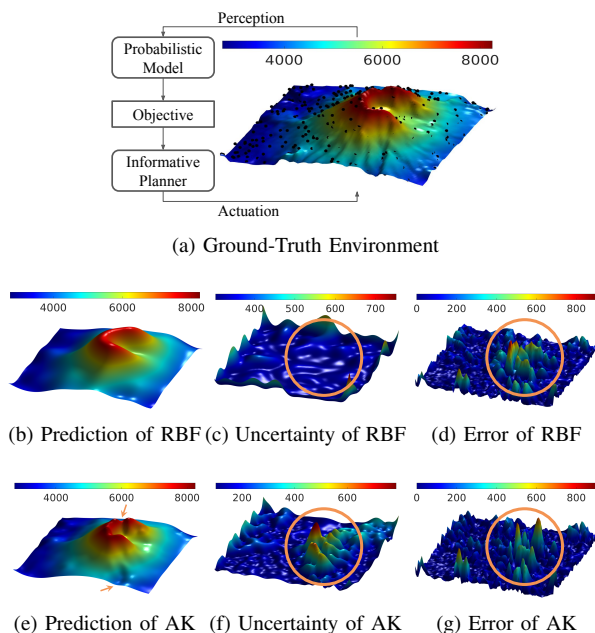 Perception
Probabilistic
Model
4000 6000 8000
Objective
Informative
Planner
Actuation
(a) Ground-Truth Environment
4000 6000 8000
400 500 600 700
0 200 400 600 800
(b) Prediction of RBF (c) Uncertainty of RBF (d) Error of RBF
4000 6000 8000
200 400 600
0 200 400 600 800
(e) Prediction of AK (f) Uncertainty of AK (g) Error of AK